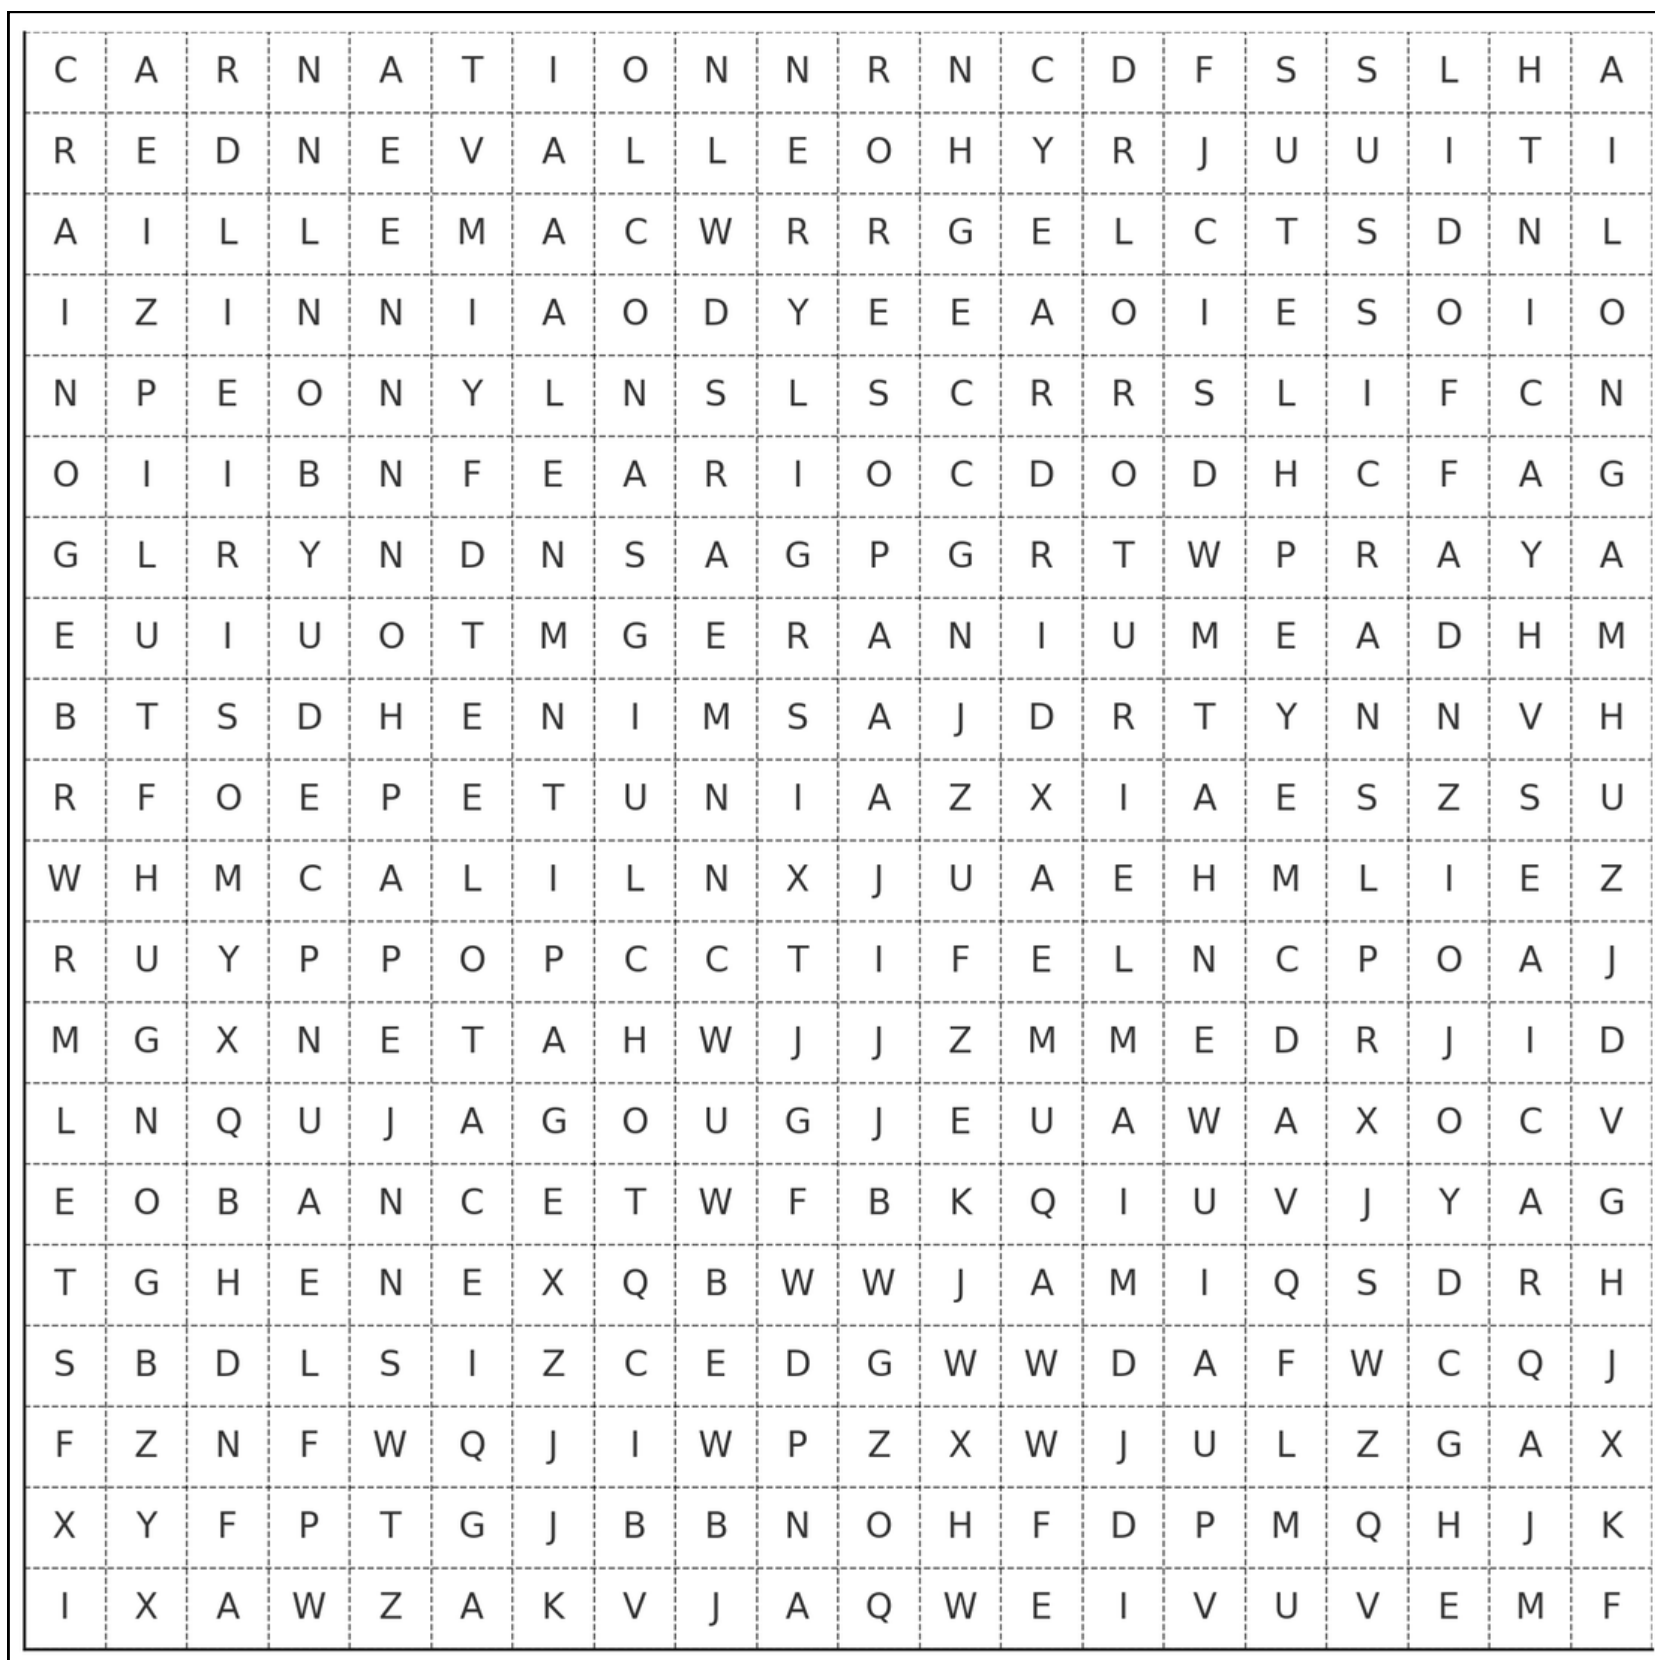 C A R N A T I O N N R N C D F S S L H A
R E D N E V A L L E O H Y R J U U I T I
A I L L E M A C W R R G E L C T S D N L
I Z I N N I A O D Y E E A O I E S O I O
N P E O N Y L N S L S C R R S L I F C N
O I I B N F E A R I O C D O D H C F A G
G L R Y N D N S A G P G R T W P R A Y A
E U I U O T M G E R A N I U M E A D H M
B T S D H E N I M S A J D R T Y N N V H
R F O E P E T U N I A Z X I A E S Z S U
W H M C A L I L N X J U A E H M L I E Z
R U Y P P O P C C T I F E L N C P O A J
M G X N E T A H W J J Z M M E D R J I D
L N Q U J A G O U G J E U A W A X O C V
E O B A N C E T W F B K Q I U V J Y A G
T G H E N E X Q B W W J A M I Q S D R H
S B D L S I Z C E D G W W D A F W C Q J
F Z N F W Q J I W P Z X W J U L Z G A X
X Y F P T G J B B N O H F D P M Q H J K
I X A W Z A K V J A Q W E I V U V E M F